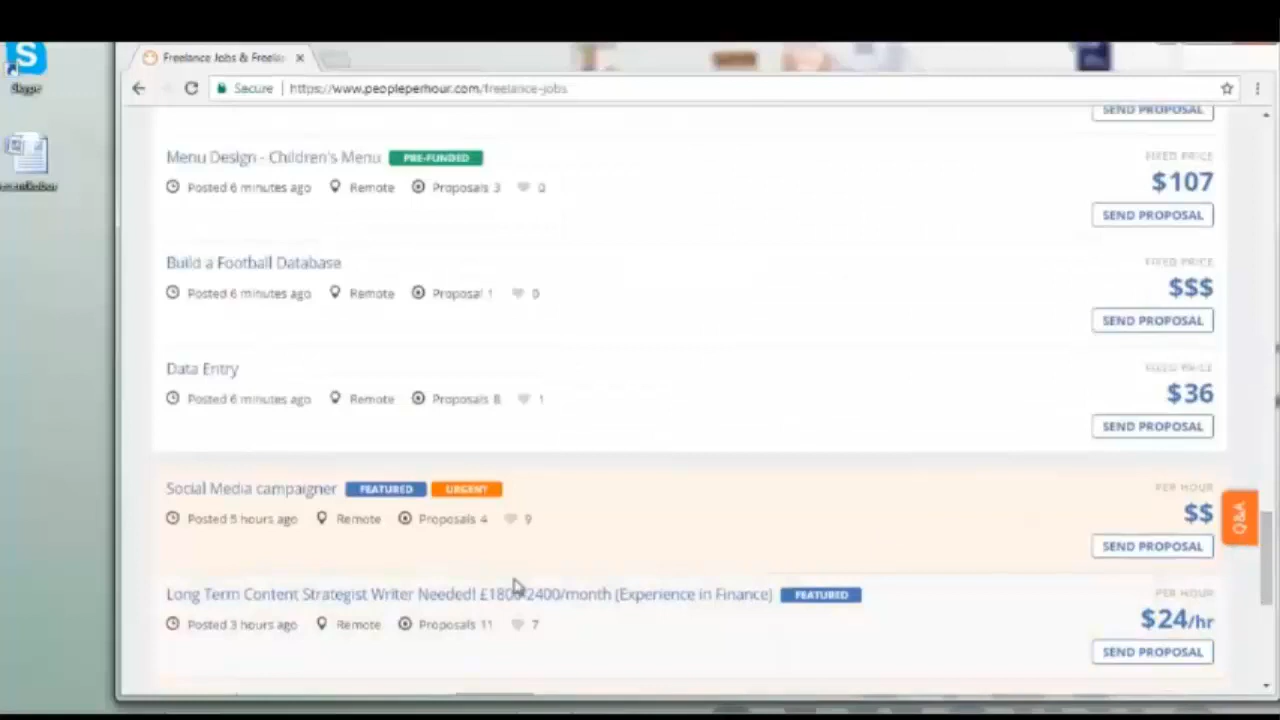 Skype
Freelance Jobs & Freela
Secure
https://www.peopleperhour.com/freelance-jobs
SEND PROPOSAL
Menu Design - Children's Menu
PRE-FUNDED
FIXED PRICE
Posted 6 minutes ago
Remote
Proposals 3
0
$107
SEND PROPOSAL
Build a Football Database
FIXED PRICE
Posted 6 minutes ago
Remote
Proposal 1
0
$$$
SEND PROPOSAL
Data Entry
FIXED PRICE
Posted 6 minutes ago
Remote
Proposals 8
1
$36
SEND PROPOSAL
Social Media campaigner
FEATURED
URGENT
PER HOUR
Posted 5 hours ago
Remote
Proposals 4
9
$$
SEND PROPOSAL
Q&A
Long Term Content Strategist Writer Needed! /month (Experience in Finance)
FEATURED
PER HOUR
Posted 3 hours ago
Remote
Proposals 11
7
$24/hr
SEND PROPOSAL